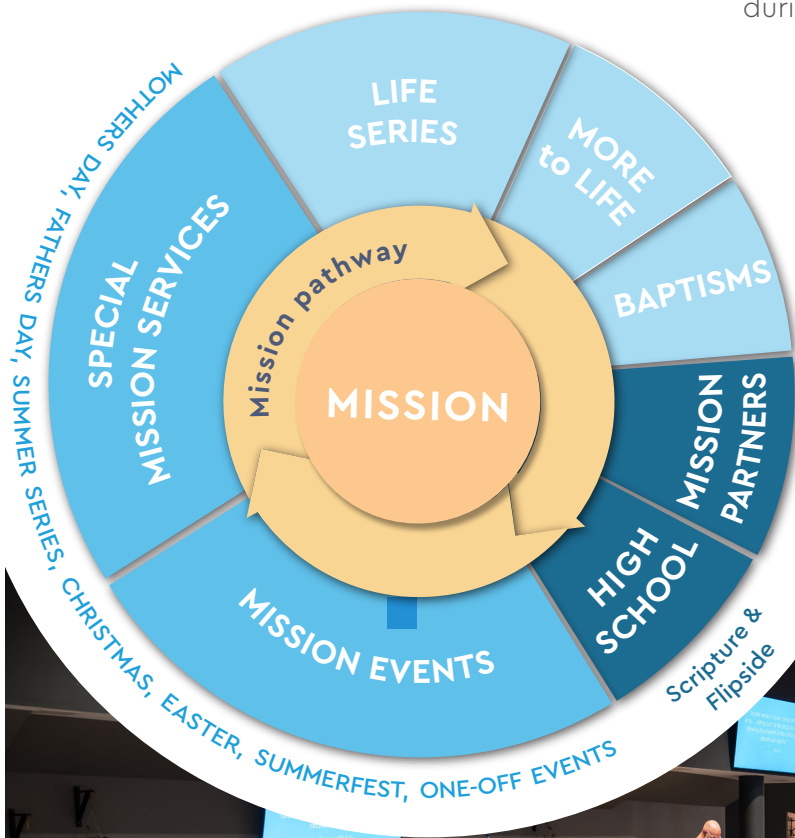 duri
LIFE
SERIES
MORE
to LIFE
BAPTISMS
MISSION
PARTNERS
HIGH
SCHOOL
Scripture &
Flipside
MISSION EVENTS
SPECIAL
MISSION SERVICES
Mission pathway
MISSION
MOTHERS DAY, FATHERS DAY, SUMMER SERIES, CHRISTMAS, EASTER, SUMMERFEST, ONE-OFF EVENTS